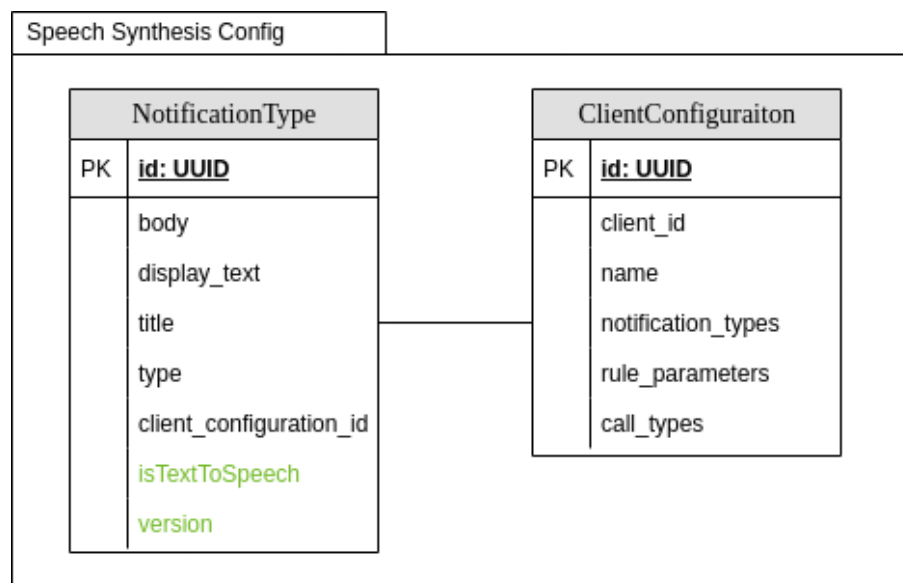 Speech Synthesis Config
NotificationType
PK id: UUID
body
display_text
title
type
client_configuration_id
isTextToSpeech
version
ClientConfiguraiton
PK id: UUID
client_id
name
notification_types
rule_parameters
call_types